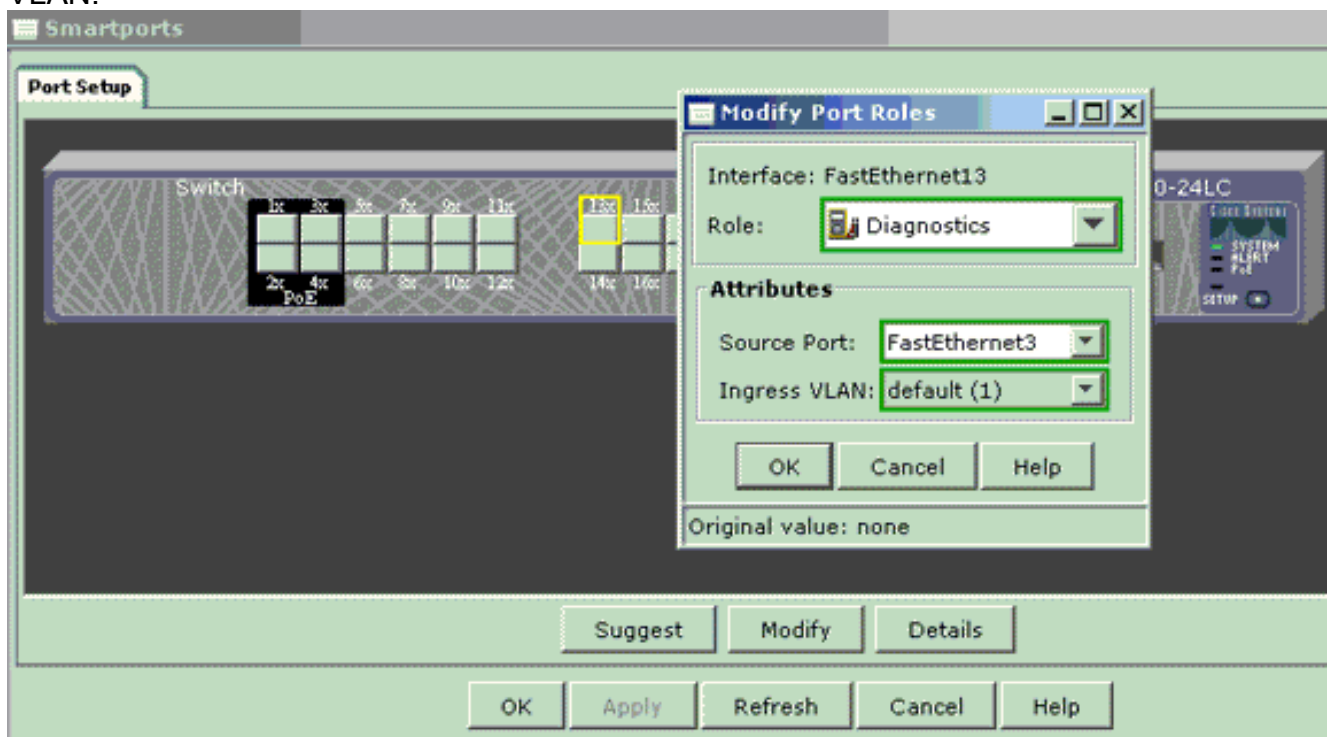 VLAN.
Smartports
Port Setup
Modify Port Roles
Interface: FastEthernet13
Role: Diagnostics
Attributes
Source Port: FastEthernet3
Ingress VLAN: default (1)
OK Cancel Help
Original value: none
Switch
1x 3x 5x 7x 9x 11x 13x 15x
2x 4x 6x 8x 10x 12x 14x 16x
PoE
0-24LC
SYSTEM
ALERT
PoE
SETUP
Suggest Modify Details
OK Apply Refresh Cancel Help